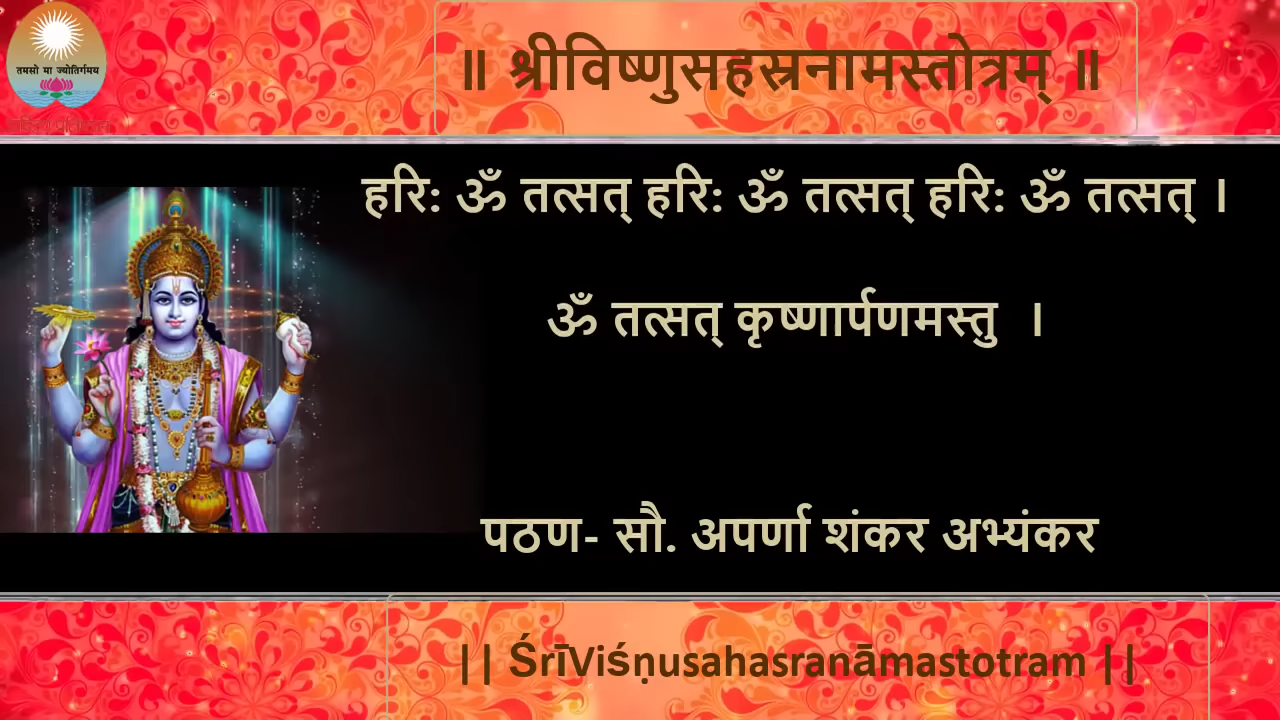 ॥ श्रीविष्णुसहस्रनामस्तोत्रम् ॥
तमसो मा ज्योतिर्गमय
हरिः ॐ तत्सत् हरिः ॐ तत्सत् हरिः ॐ तत्सत् ।
ॐ तत्सत् कृष्णार्पणमस्तु ।
पठण- सौ. अपर्णा शंकर अभ्यंकर
|| ŚrīViśṇusahasranāmastotram ||